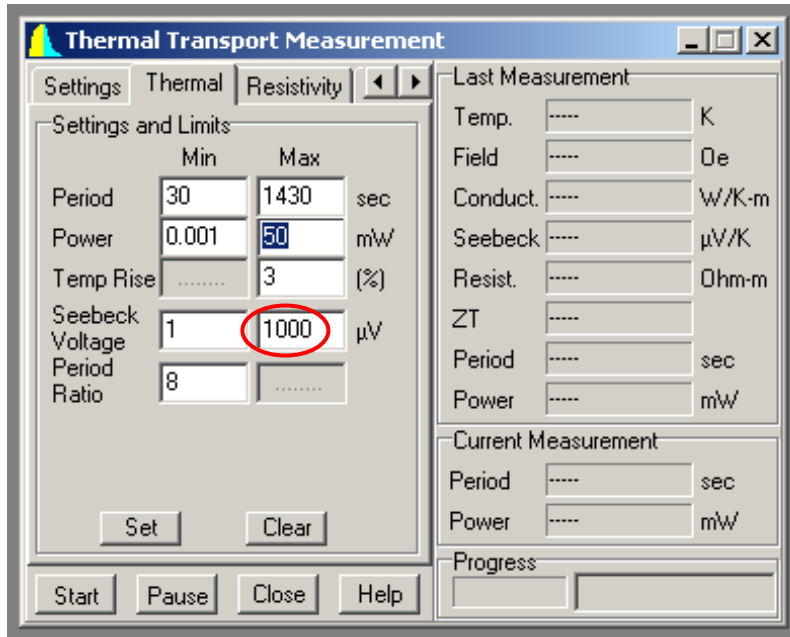 Thermal Transport Measurement
Settings Thermal Resistivity
Settings and Limits
Min Max
Period 30 1430 sec
Power 0.001 50 mW
Temp Rise ........ 3 (%)
Seebeck Voltage 1 1000 µV
Period Ratio 8 ........
Set Clear
Start Pause Close Help
Last Measurement
Temp. ----- K
Field ----- Oe
Conduct. ----- W/K-m
Seebeck ----- µV/K
Resist. ----- Ohm-m
ZT -----
Period ----- sec
Power ----- mW
Current Measurement
Period ----- sec
Power ----- mW
Progress